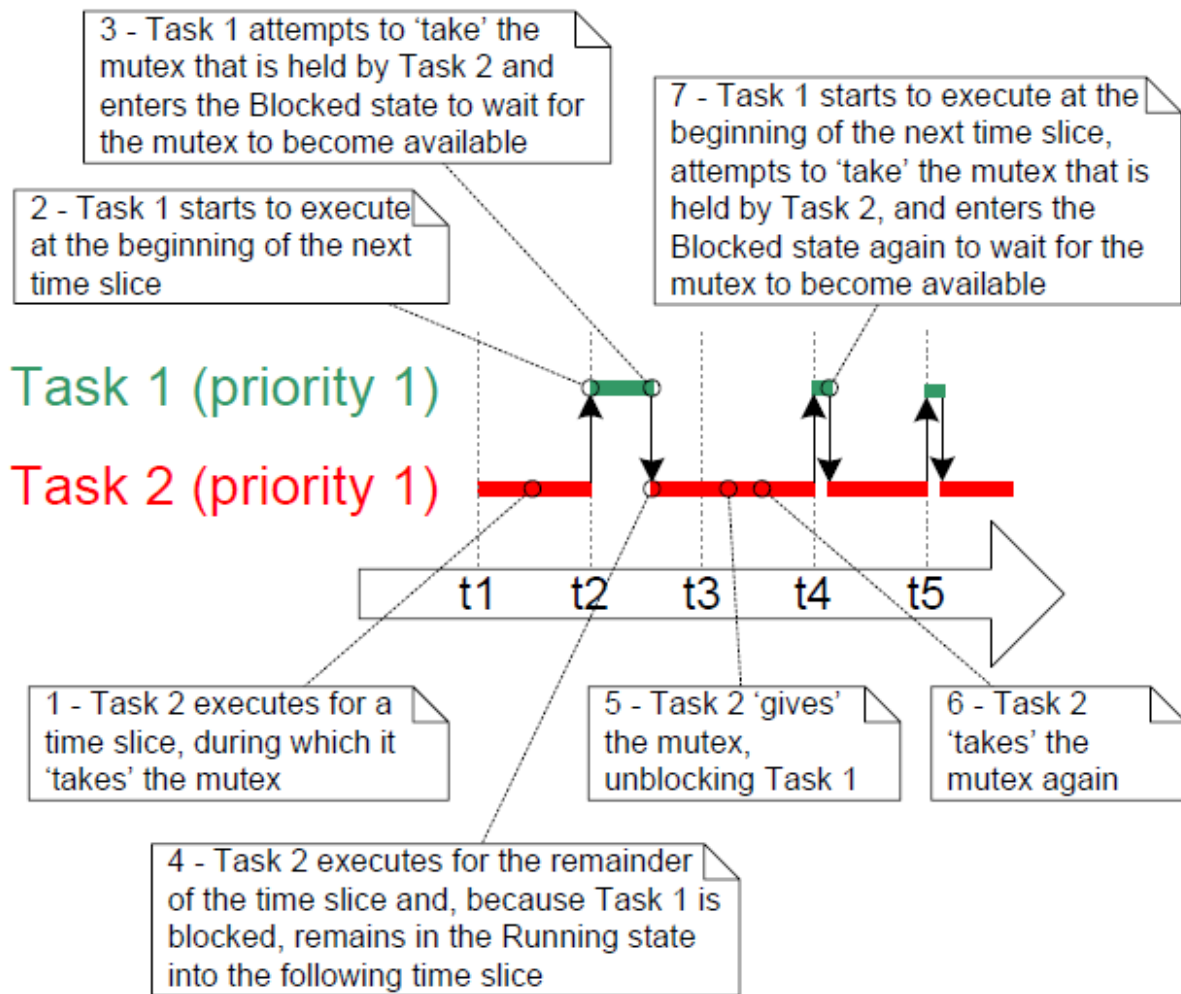 3 - Task 1 attempts to ‘take’ the
mutex that is held by Task 2 and
enters the Blocked state to wait for
the mutex to become available
7 - Task 1 starts to execute at the
beginning of the next time slice,
attempts to ‘take’ the mutex that is
held by Task 2, and enters the
Blocked state again to wait for the
mutex to become available
2 - Task 1 starts to execute
at the beginning of the next
time slice
Task 1 (priority 1)
Task 2 (priority 1)
t1 t2 t3 t4 t5
1 - Task 2 executes for a
time slice, during which it
‘takes’ the mutex
5 - Task 2 ‘gives’
the mutex,
unblocking Task 1
6 - Task 2
‘takes’ the
mutex again
4 - Task 2 executes for the remainder
of the time slice and, because Task 1 is
blocked, remains in the Running state
into the following time slice